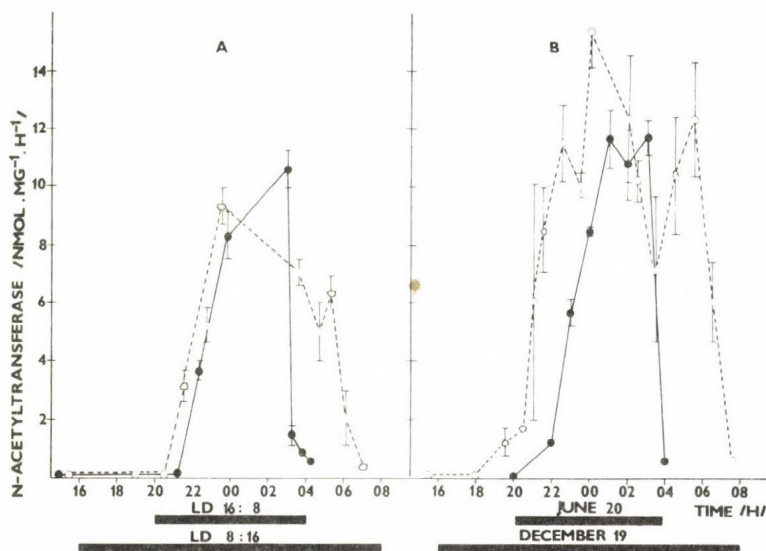 A B
N-ACETYLTRANSFERASE /NMOL.MG⁻¹.H⁻¹/
14
12
10
8
6
4
2
16 18 20 22 00 02 04 06 08
16 18 20 22 00 02 04 06 08
TIME /H/
LD 16:8
LD 8:16
JUNE 20
DECEMBER 19